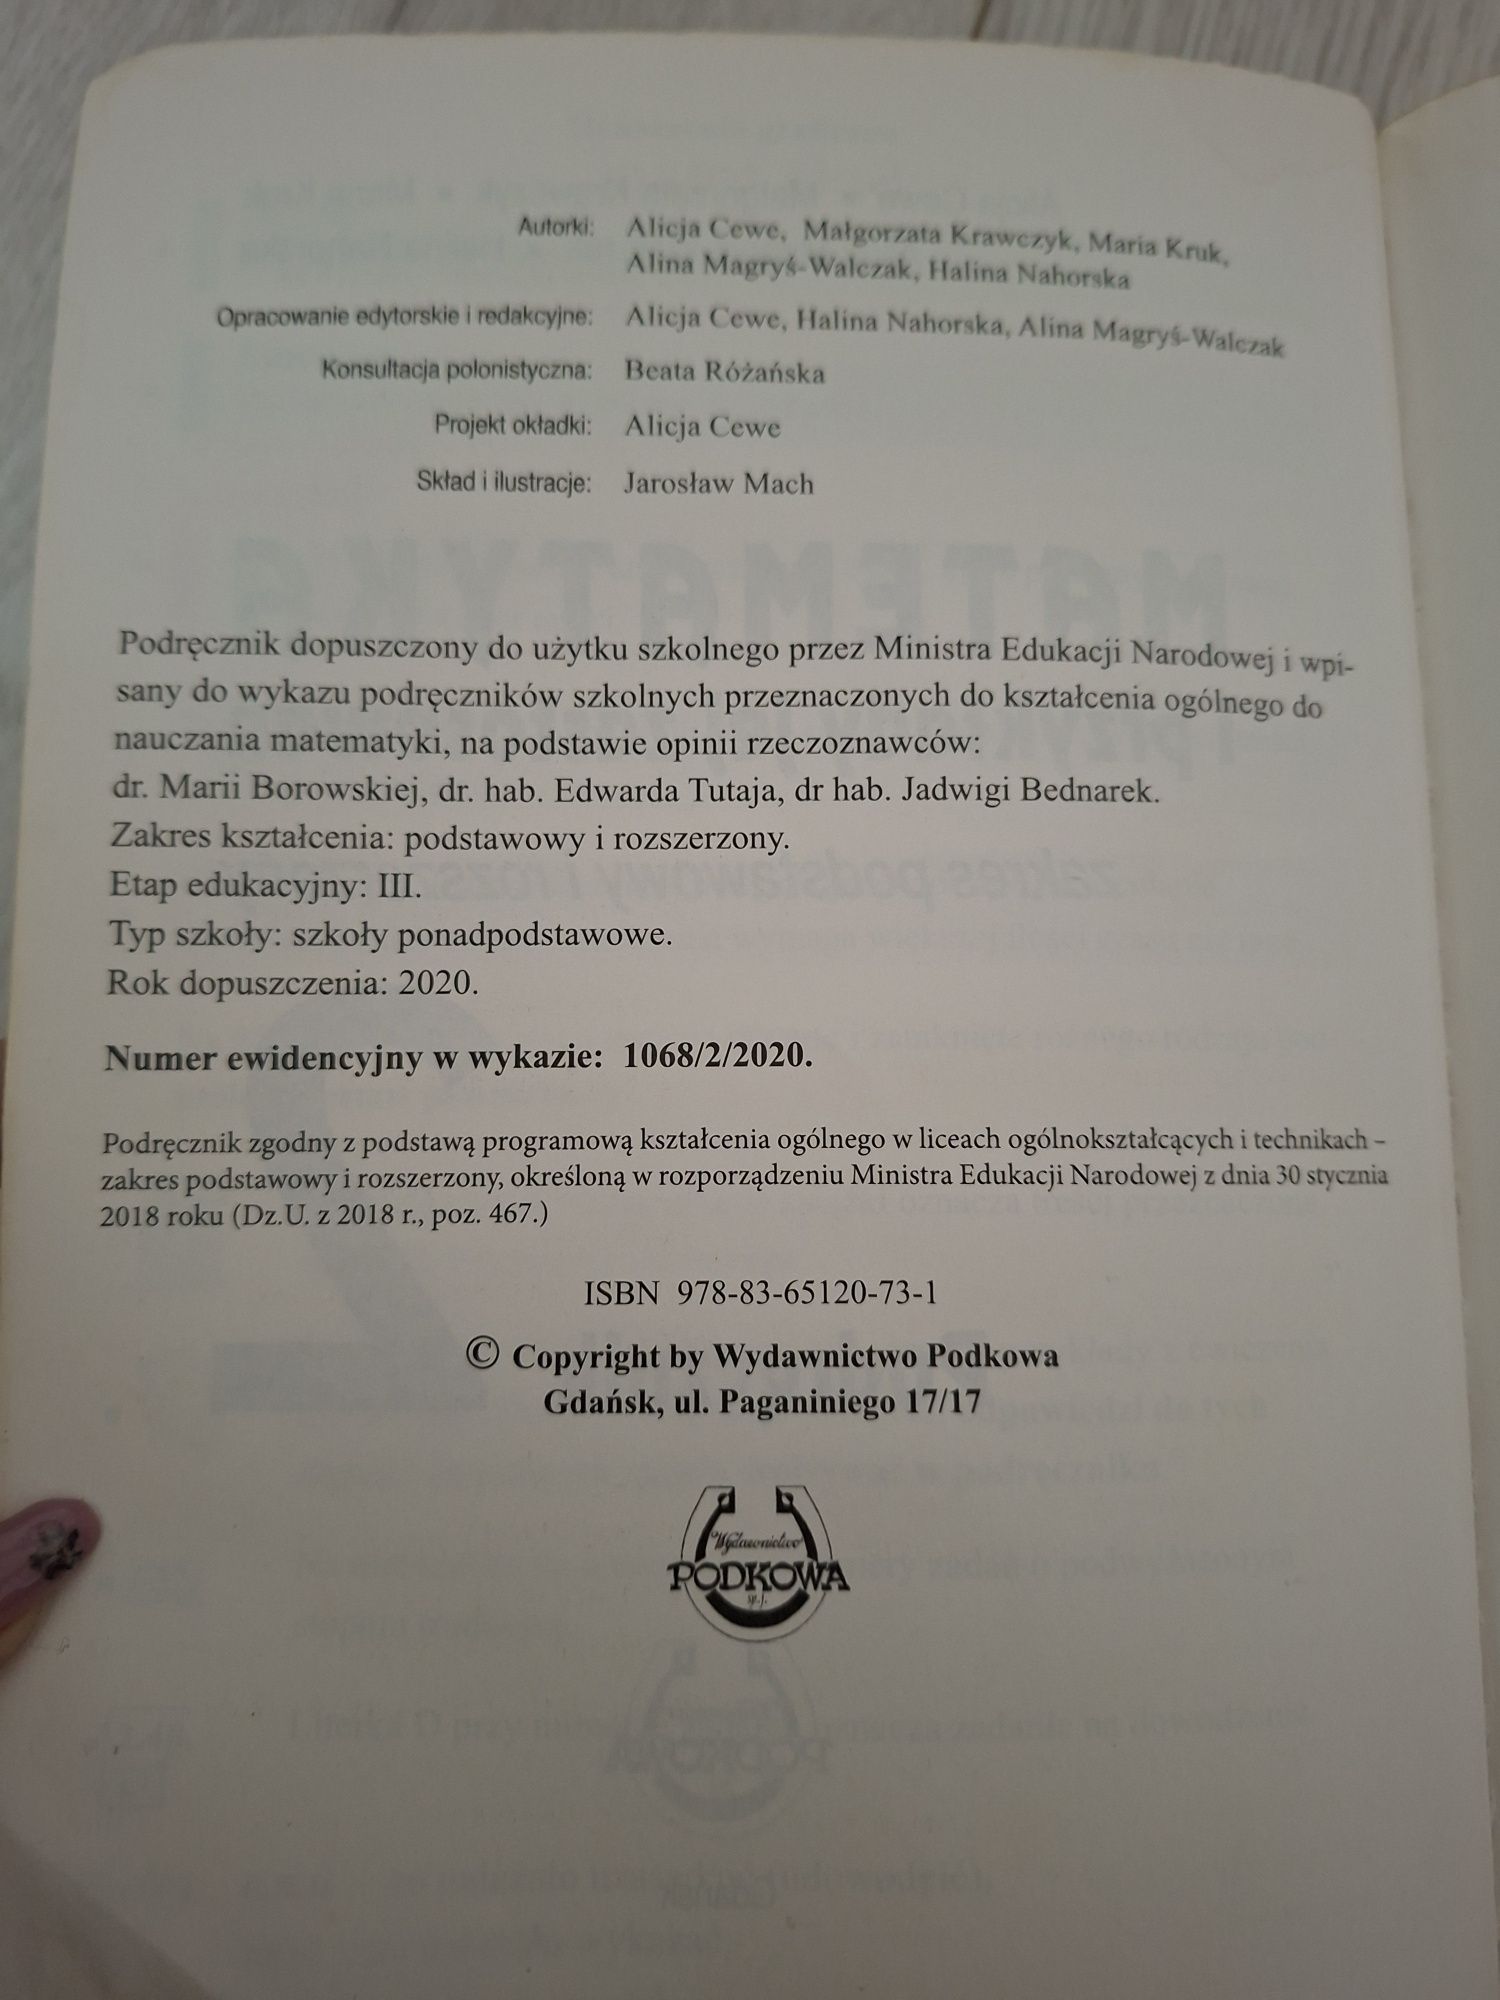 Autorki: Alicja Cewe, Małgorzata Krawczyk, Maria Kruk,
Alina Magryś-Walczak, Halina Nahorska
Opracowanie edytorskie i redakcyjne: Alicja Cewe, Halina Nahorska, Alina Magryś-Walczak
Konsultacja polonistyczna: Beata Różańska
Projekt okładki: Alicja Cewe
Skład i ilustracje: Jarosław Mach
Podręcznik dopuszczony do użytku szkolnego przez Ministra Edukacji Narodowej i wpi-
sany do wykazu podręczników szkolnych przeznaczonych do kształcenia ogólnego do
nauczania matematyki, na podstawie opinii rzeczoznawców:
dr. Marii Borowskiej, dr. hab. Edwarda Tutaja, dr hab. Jadwigi Bednarek.
Zakres kształcenia: podstawowy i rozszerzony.
Etap edukacyjny: III.
Typ szkoły: szkoły ponadpodstawowe.
Rok dopuszczenia: 2020.
Numer ewidencyjny w wykazie: 1068/2/2020.
Podręcznik zgodny z podstawą programową kształcenia ogólnego w liceach ogólnokształcących i technikach –
zakres podstawowy i rozszerzony, określoną w rozporządzeniu Ministra Edukacji Narodowej z dnia 30 stycznia
2018 roku (Dz.U. z 2018 r., poz. 467.)
ISBN 978-83-65120-73-1
© Copyright by Wydawnictwo Podkowa
Gdańsk, ul. Paganiniego 17/17
Wydawnictwo
PODKOWA
sp.j.